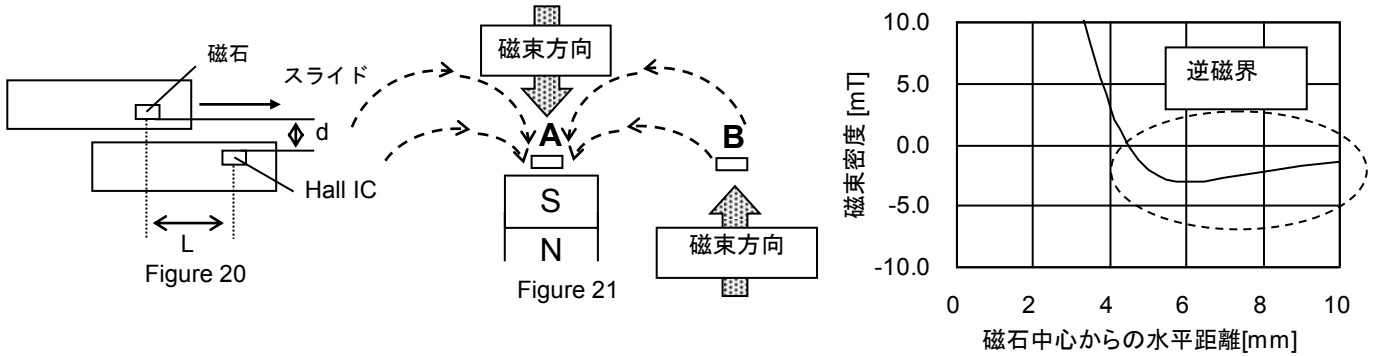 磁石
スライド
d
Hall IC
L
Figure 20
磁束方向
A
B
S
N
磁束方向
Figure 21
10.0
5.0
0.0
-5.0
-10.0
磁束密度 [mT]
逆磁界
0 2 4 6 8 10
磁石中心からの水平距離[mm]